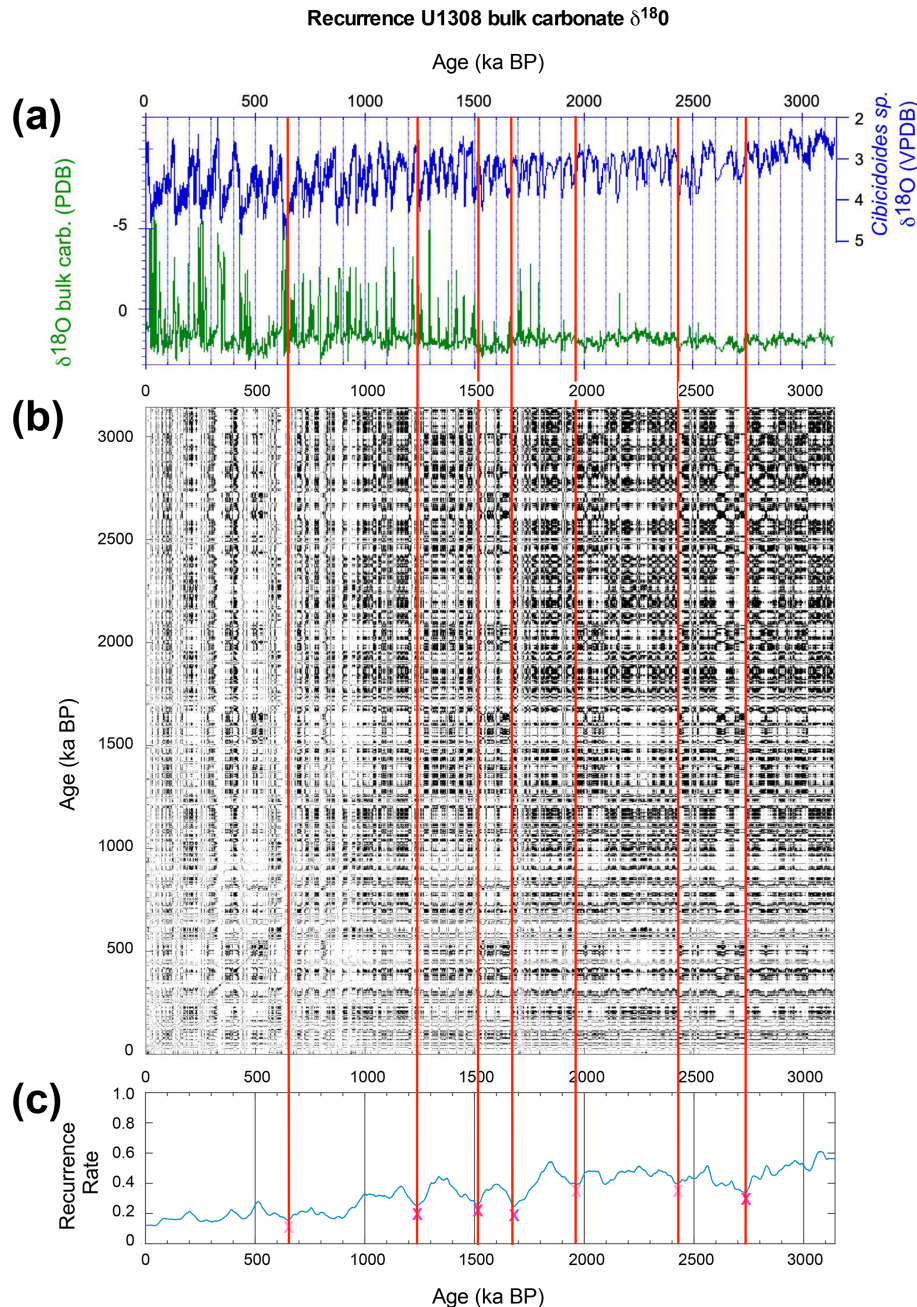 Recurrence U1308 bulk carbonate δ¹⁸0
Age (ka BP)
(a)
0 500 1000 1500 2000 2500 3000
δ¹⁸O bulk carb. (PDB)
-5
0
2
3
4
5
Cibicidoides sp.
δ¹⁸O (VPDB)
0 500 1000 1500 2000 2500 3000
(b)
Age (ka BP)
3000
2500
2000
1500
1000
500
0
0 500 1000 1500 2000 2500 3000
(c)
Recurrence
Rate
1.0
0.8
0.6
0.4
0.2
0
X X X X X X X
0 500 1000 1500 2000 2500 3000
Age (ka BP)